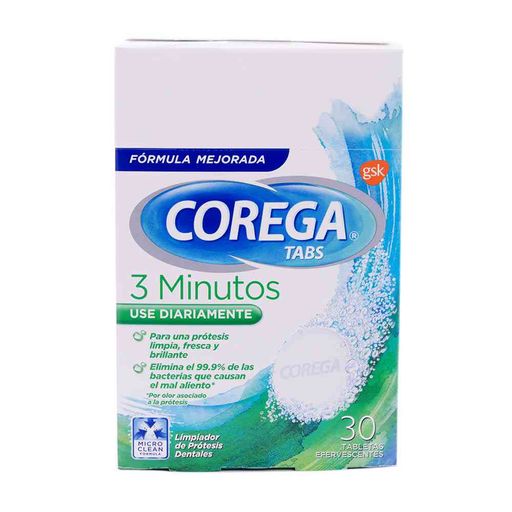 FÓRMULA MEJORADA
gsk
COREGA®
TABS
3 Minutos
USE DIARIAMENTE
Para una prótesis
limpia, fresca y
brillante
Elimina el 99.9% de las
bacterias que causan
el mal aliento*
*Por olor asociado
a la prótesis
COREGA
MICRO
CLEAN
FORMULA
*Limpiador
de Prótesis
Dentales
30
TABLETAS
EFERVESCENTES